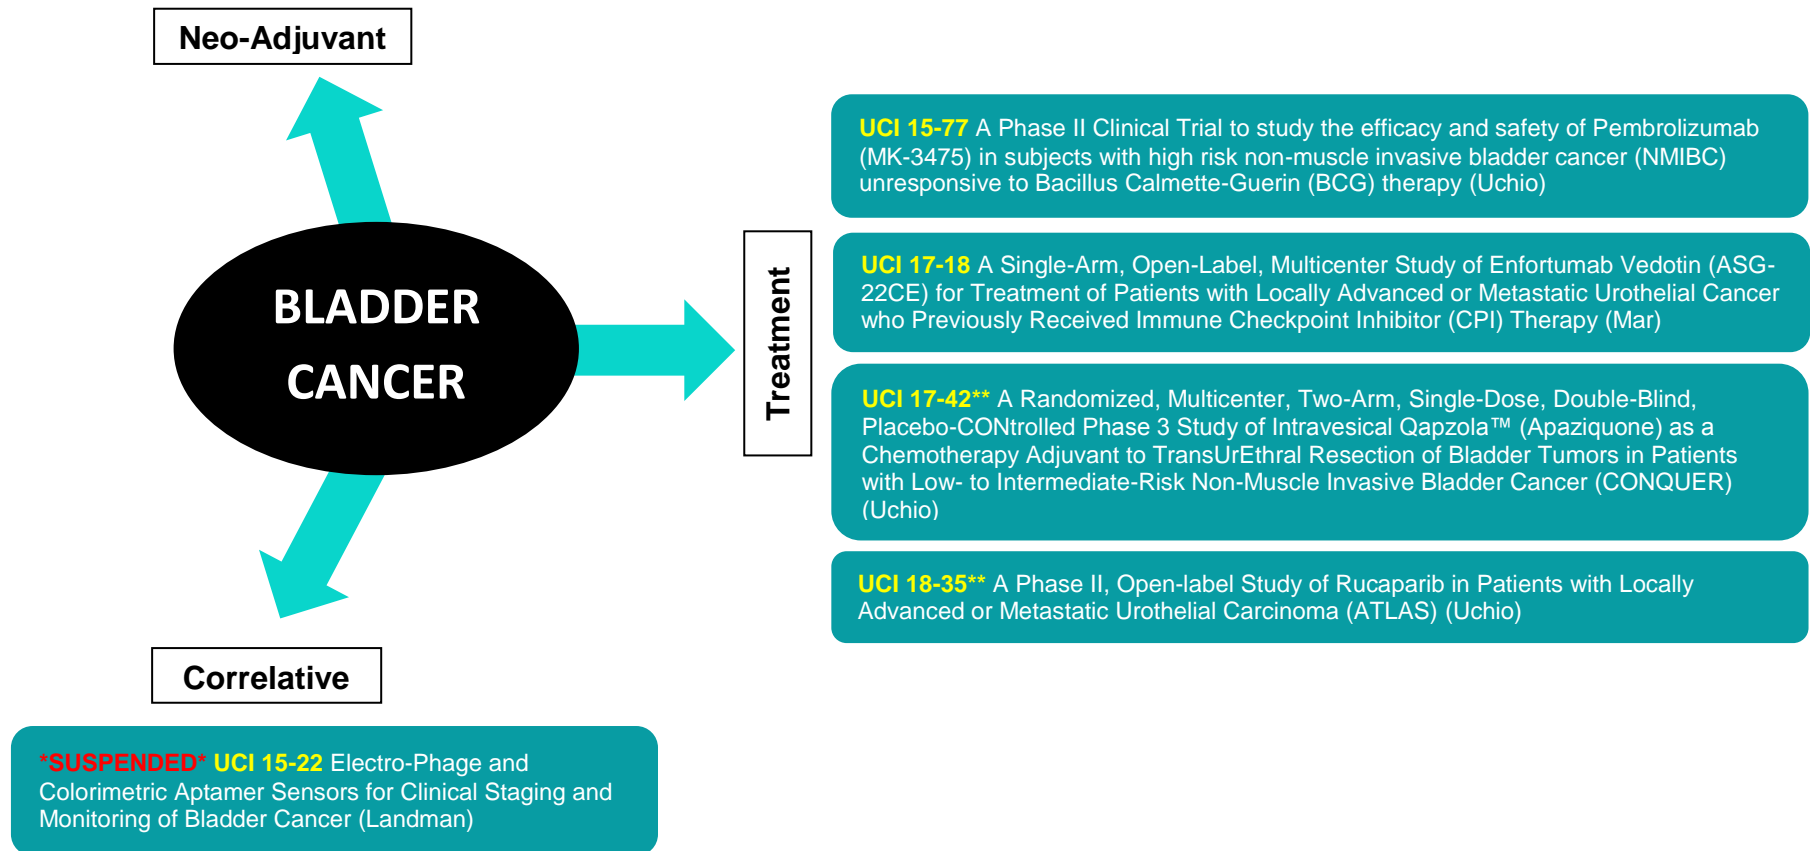 Neo-Adjuvant
BLADDER
CANCER
Treatment
UCI 15-77 A Phase II Clinical Trial to study the efficacy and safety of Pembrolizumab
(MK-3475) in subjects with high risk non-muscle invasive bladder cancer (NMIBC)
unresponsive to Bacillus Calmette-Guerin (BCG) therapy (Uchio)
UCI 17-18 A Single-Arm, Open-Label, Multicenter Study of Enfortumab Vedotin (ASG-
22CE) for Treatment of Patients with Locally Advanced or Metastatic Urothelial Cancer
who Previously Received Immune Checkpoint Inhibitor (CPI) Therapy (Mar)
UCI 17-42** A Randomized, Multicenter, Two-Arm, Single-Dose, Double-Blind,
Placebo-CONtrolled Phase 3 Study of Intravesical Qapzola™ (Apaziquone) as a
Chemotherapy Adjuvant to TransUrEthral Resection of Bladder Tumors in Patients
with Low- to Intermediate-Risk Non-Muscle Invasive Bladder Cancer (CONQUER)
(Uchio)
UCI 18-35** A Phase II, Open-label Study of Rucaparib in Patients with Locally
Advanced or Metastatic Urothelial Carcinoma (ATLAS) (Uchio)
Correlative
*SUSPENDED* UCI 15-22 Electro-Phage and
Colorimetric Aptamer Sensors for Clinical Staging and
Monitoring of Bladder Cancer (Landman)